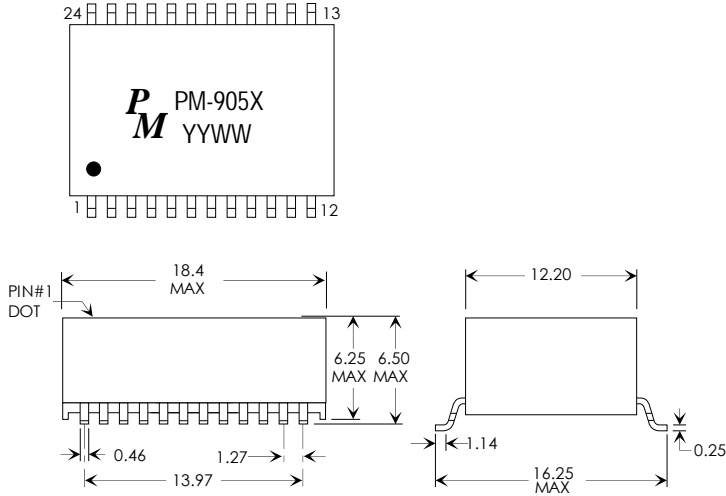 24 13
PM PM-905X
YYWW
1 12
18.4
MAX
12.20
PIN#1
DOT
6.25
MAX
6.50
MAX
0.46
1.27
1.14
0.25
13.97
16.25
MAX